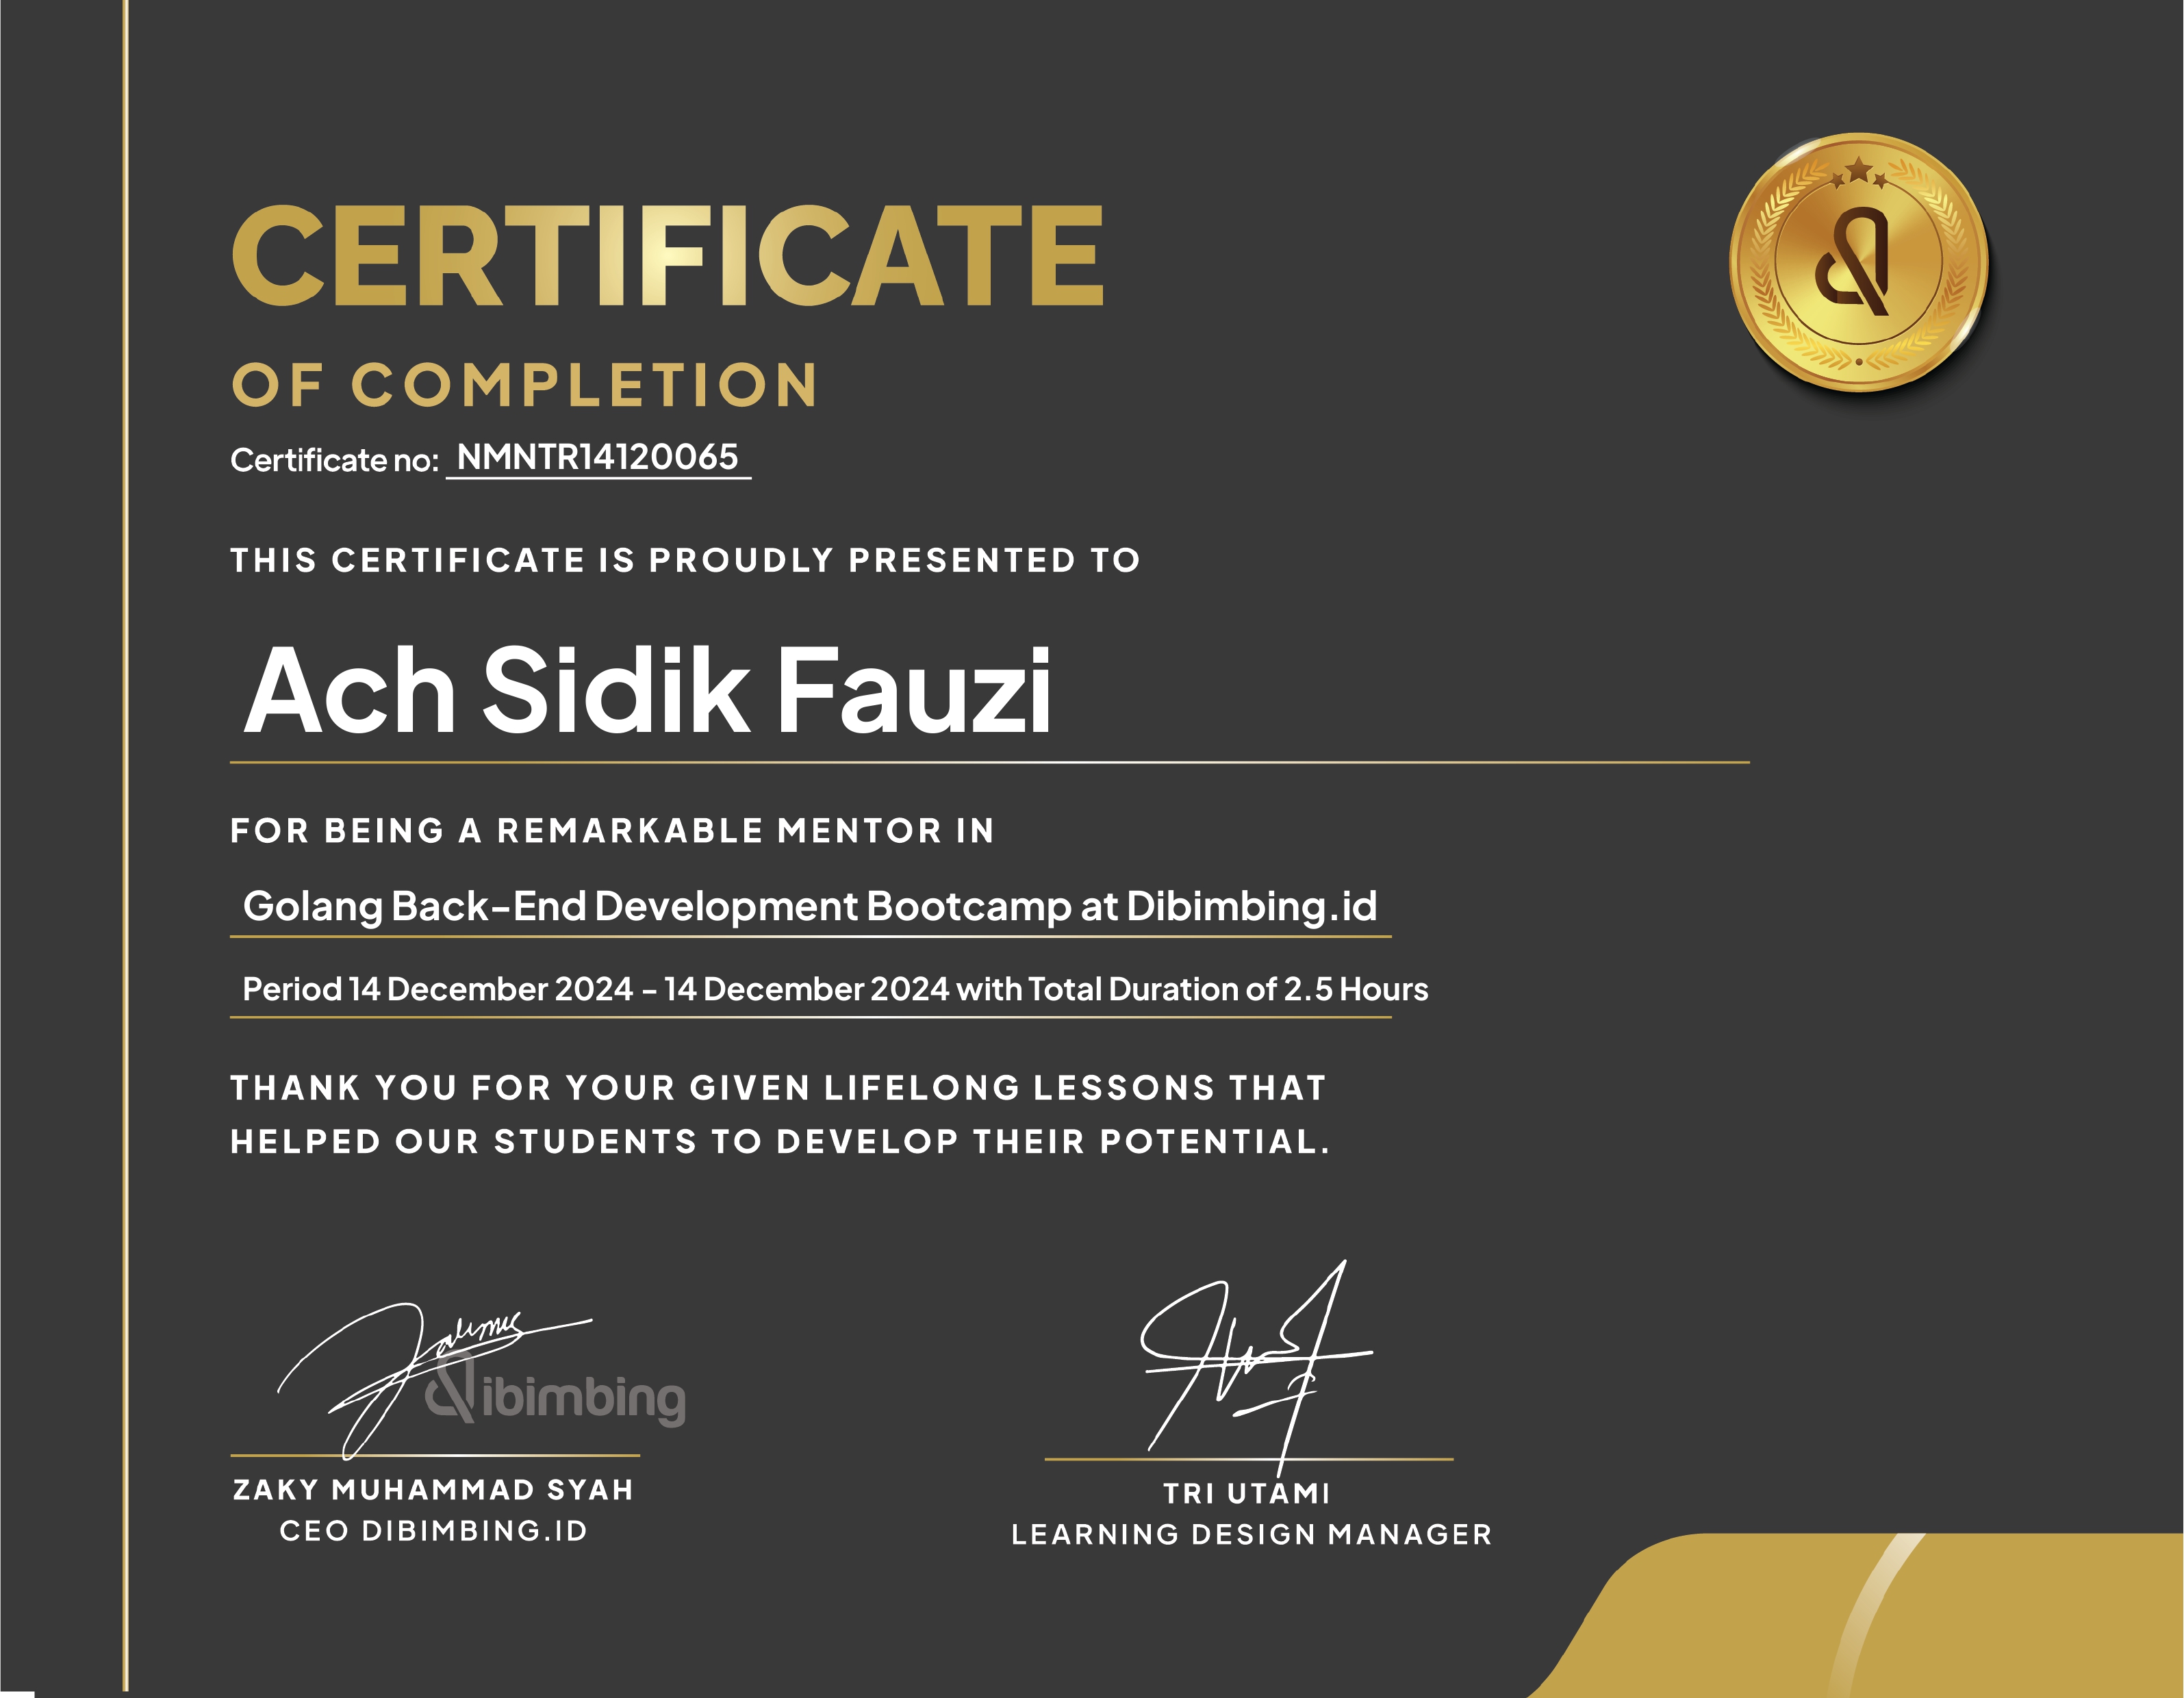 CERTIFICATE
OF COMPLETION
Certificate no: NMNTR14120065
THIS CERTIFICATE IS PROUDLY PRESENTED TO
Ach Sidik Fauzi
FOR BEING A REMARKABLE MENTOR IN
Golang Back-End Development Bootcamp at Dibimbing.id
Period 14 December 2024 - 14 December 2024 with Total Duration of 2.5 Hours
THANK YOU FOR YOUR GIVEN LIFELONG LESSONS THAT
HELPED OUR STUDENTS TO DEVELOP THEIR POTENTIAL.
dibimbing
ZAKY MUHAMMAD SYAH
CEO DIBIMBING.ID
TRI UTAMI
LEARNING DESIGN MANAGER